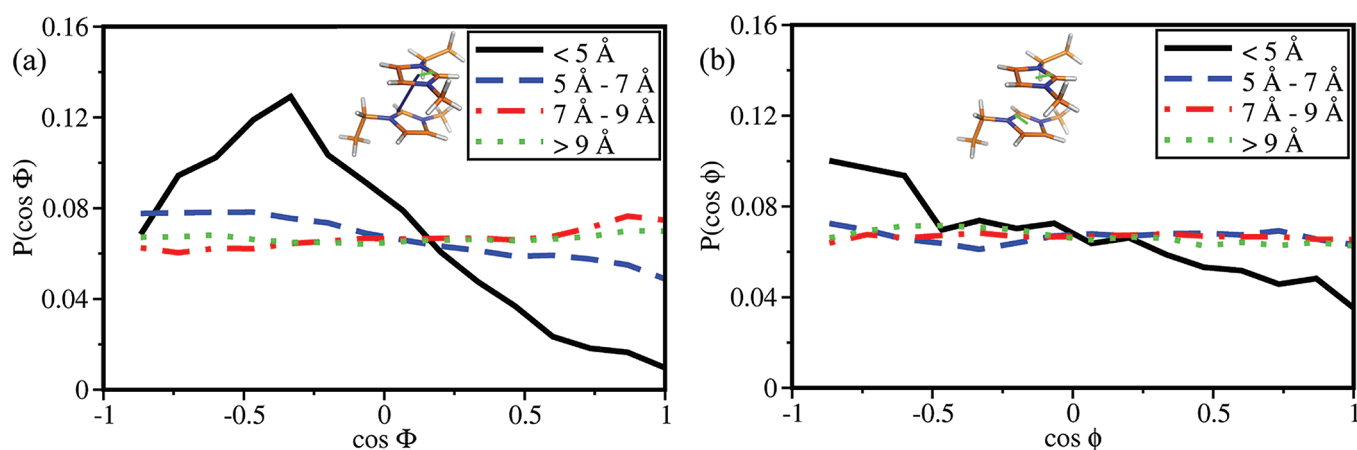 (a)
P(cos Φ)
0.16
0.12
0.08
0.04
0
< 5 Å
5 Å - 7 Å
7 Å - 9 Å
> 9 Å
-1 -0.5 0 0.5 1
cos Φ
(b)
P(cos ϕ)
0.16
0.12
0.08
0.04
0
< 5 Å
5 Å - 7 Å
7 Å - 9 Å
> 9 Å
-1 -0.5 0 0.5 1
cos ϕ